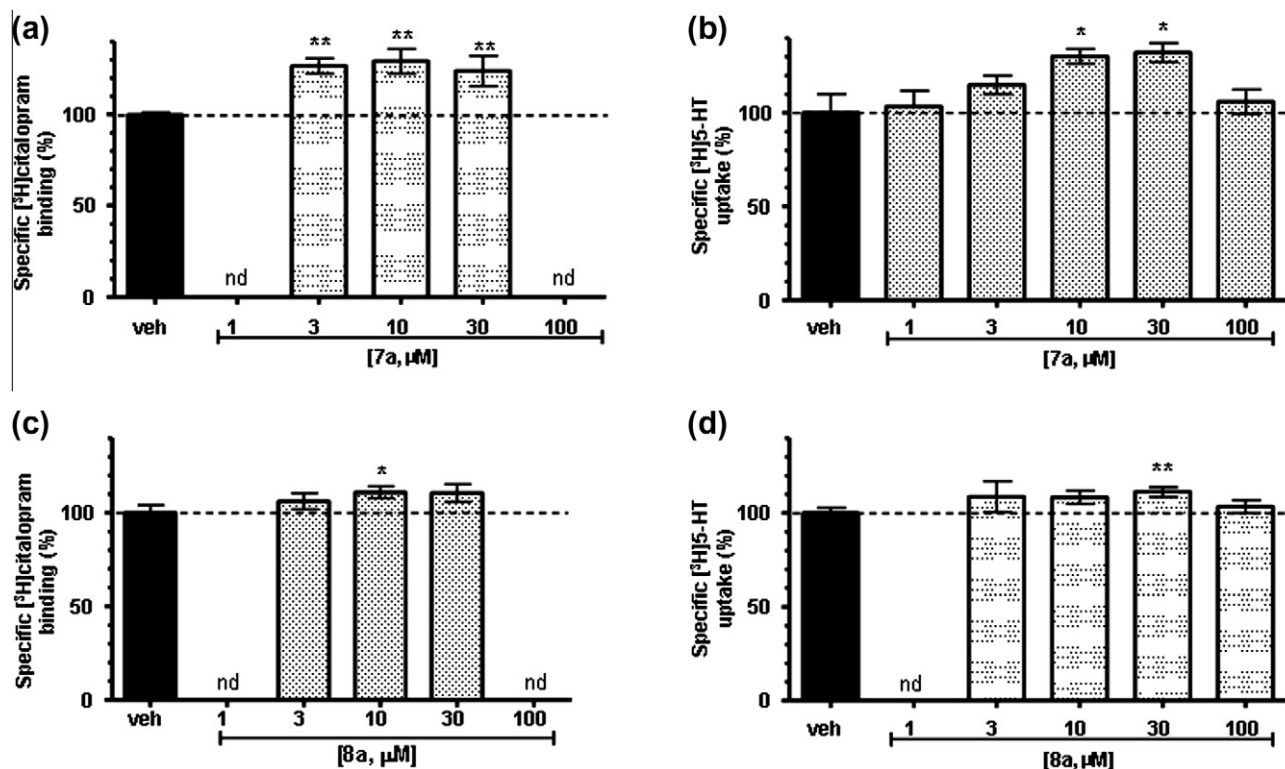 (a)
Specific [³H]citalopram
binding (%)
100
50
0
**
**
**
nd
nd
veh
1
3
10
30
100
[7a, µM]
(b)
Specific [³H]5-HT
uptake (%)
100
50
0
*
*
veh
1
3
10
30
100
[7a, µM]
(c)
Specific [³H]citalopram
binding (%)
100
50
0
*
nd
nd
veh
1
3
10
30
100
[8a, µM]
(d)
Specific [³H]5-HT
uptake (%)
100
50
0
**
nd
veh
1
3
10
30
100
[8a, µM]